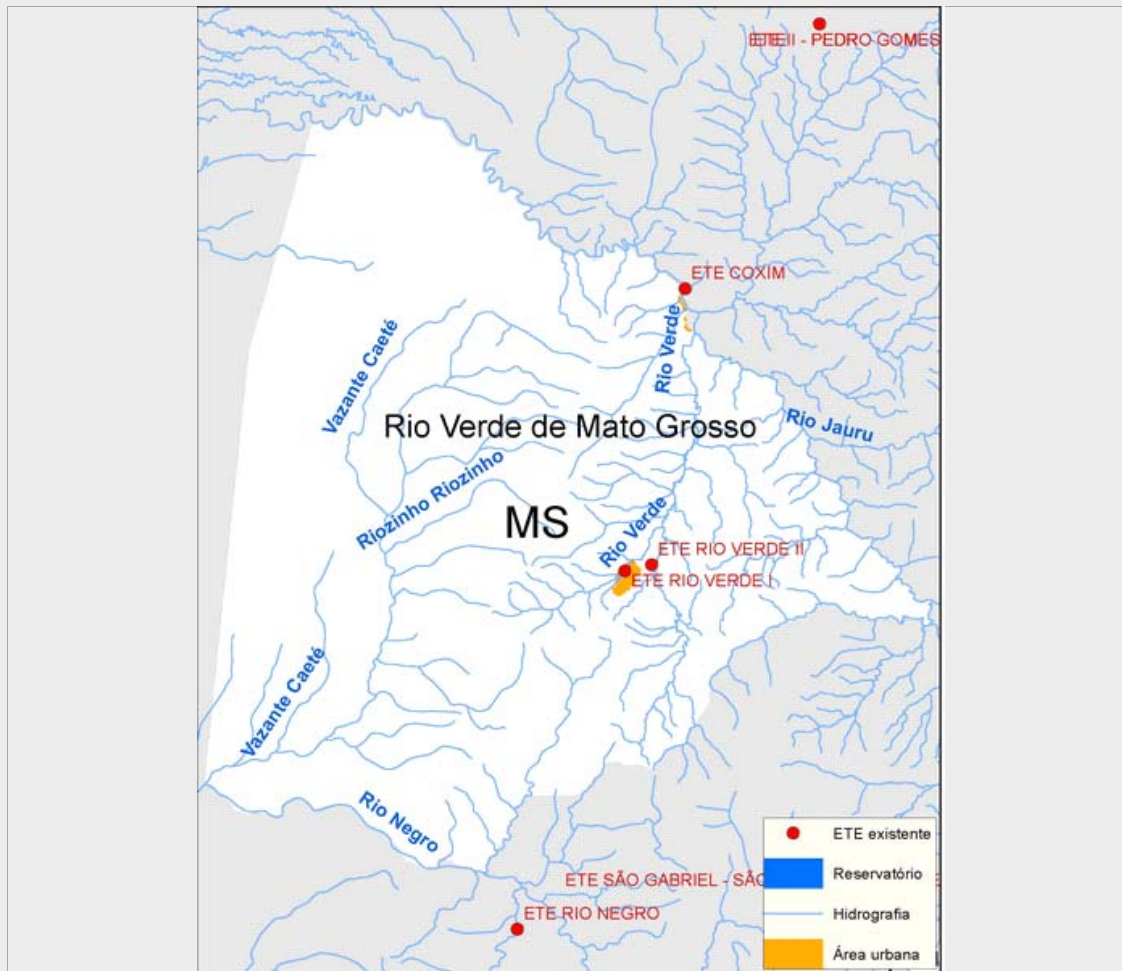 ETE II - PEDRO GOMES
ETE COXIM
Rio Verde
Vazante Caeté
Rio Verde de Mato Grosso
Rio Jauru
Riozinho Riozinho
MS
Rio Verde
ETE RIO VERDE II
ETE RIO VERDE I
Vazante Caeté
Rio Negro
ETE existente
Reservatório
ETE SÃO GABRIEL - SÃO
ETE RIO NEGRO
Hidrografia
Área urbana